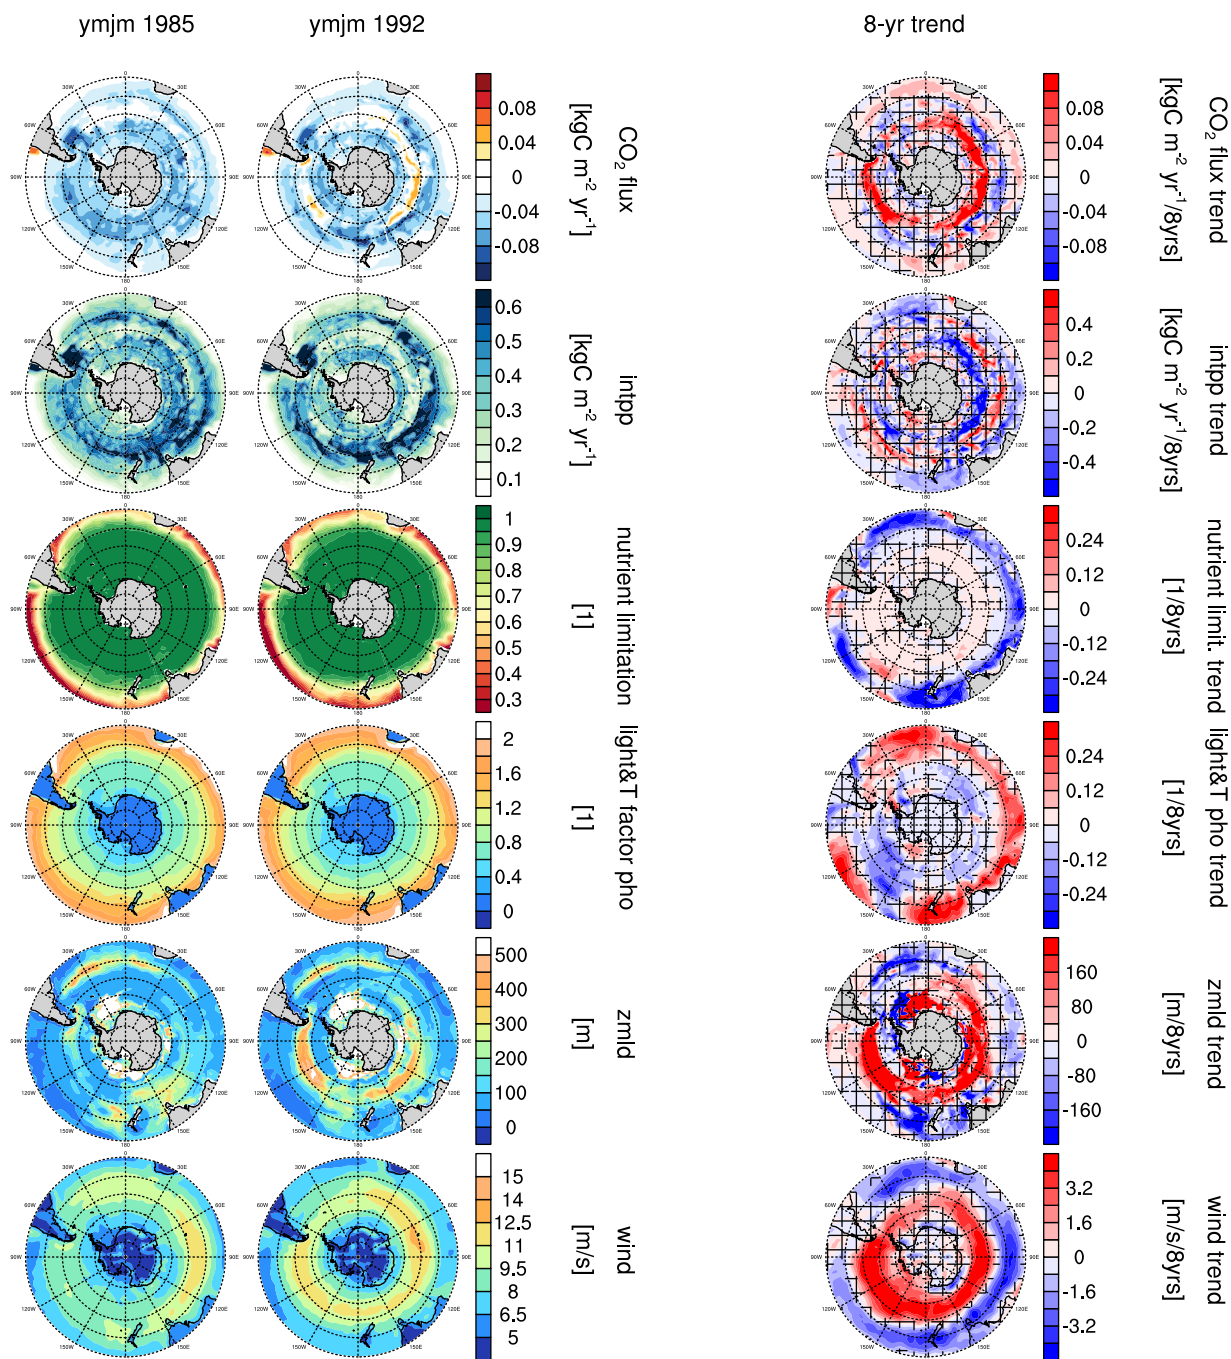 ymjm 1985
ymjm 1992
8-yr trend
0.08
0.04
0
-0.04
-0.08
CO2 flux
[kgC m-2 yr-1]
0.08
0.04
0
-0.04
-0.08
CO2 flux trend
[kgC m-2 yr-1/8yrs]
0.6
0.5
0.4
0.3
0.2
0.1
intpp
[kgC m-2 yr-1]
0.4
0.2
0
-0.2
-0.4
intpp trend
[kgC m-2 yr-1/8yrs]
1
0.9
0.8
0.7
0.6
0.5
0.4
0.3
nutrient limitation
[1]
0.24
0.12
0
-0.12
-0.24
nutrient limit. trend
[1/8yrs]
2
1.6
1.2
0.8
0.4
0
light&T factor pho
[1]
0.24
0.12
0
-0.12
-0.24
light&T pho trend
[1/8yrs]
500
400
300
200
100
0
zmld
[m]
160
80
0
-80
-160
zmld trend
[m/8yrs]
15
14
12.5
11
9.5
8
6.5
5
wind
[m/s]
3.2
1.6
0
-1.6
-3.2
wind trend
[m/s/8yrs]